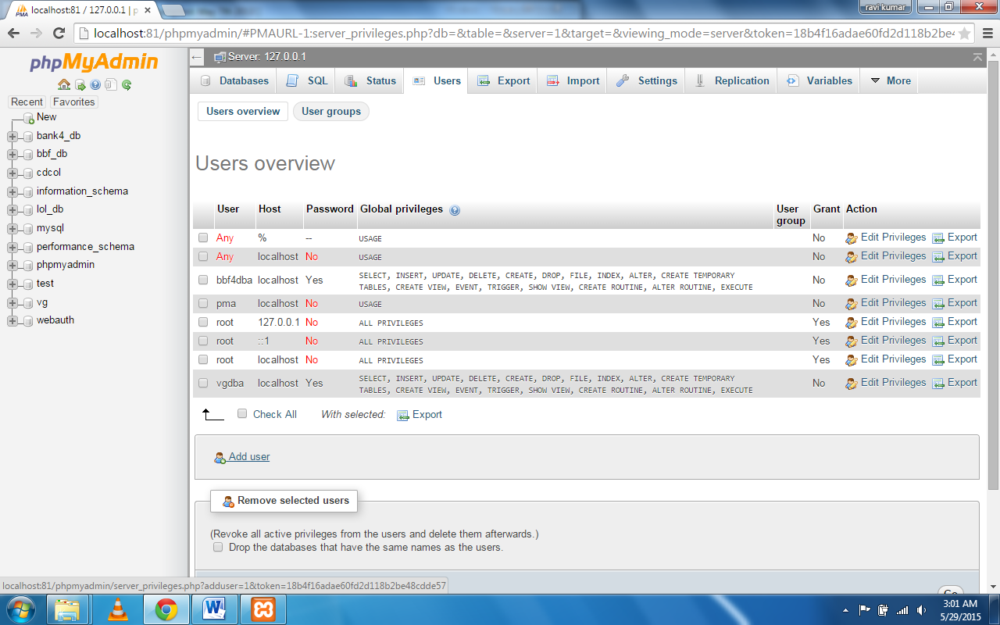 localhost:81 / 127.0.0.1 | p
ravi kumar
localhost:81/phpmyadmin/#PMAURL-1:server_privileges.php?db=&table=&server=1&target=&viewing_mode=server&token=18b4f16adae60fd2d118b2be4
phpMyAdmin
Recent Favorites
New
bank4_db
bbf_db
cdcol
information_schema
lol_db
mysql
performance_schema
phpmyadmin
test
vg
webauth
Server: 127.0.0.1
Databases SQL Status Users Export Import Settings Replication Variables More
Users overview User groups
Users overview
User Host Password Global privileges User group Grant Action
Any % -- USAGE No Edit Privileges Export
Any localhost No USAGE No Edit Privileges Export
bbf4dba localhost Yes SELECT, INSERT, UPDATE, DELETE, CREATE, DROP, FILE, INDEX, ALTER, CREATE TEMPORARY
TABLES, CREATE VIEW, EVENT, TRIGGER, SHOW VIEW, CREATE ROUTINE, ALTER ROUTINE, EXECUTE No Edit Privileges Export
pma localhost No USAGE No Edit Privileges Export
root 127.0.0.1 No ALL PRIVILEGES Yes Edit Privileges Export
root ::1 No ALL PRIVILEGES Yes Edit Privileges Export
root localhost No ALL PRIVILEGES Yes Edit Privileges Export
vgdba localhost Yes SELECT, INSERT, UPDATE, DELETE, CREATE, DROP, FILE, INDEX, ALTER, CREATE TEMPORARY
TABLES, CREATE VIEW, EVENT, TRIGGER, SHOW VIEW, CREATE ROUTINE, ALTER ROUTINE, EXECUTE No Edit Privileges Export
Check All With selected: Export
Add user
Remove selected users
(Revoke all active privileges from the users and delete them afterwards.)
Drop the databases that have the same names as the users.
Go
localhost:81/phpmyadmin/server_privileges.php?adduser=1&token=18b4f16adae60fd2d118b2be48cdde57
3:01 AM
5/29/2015